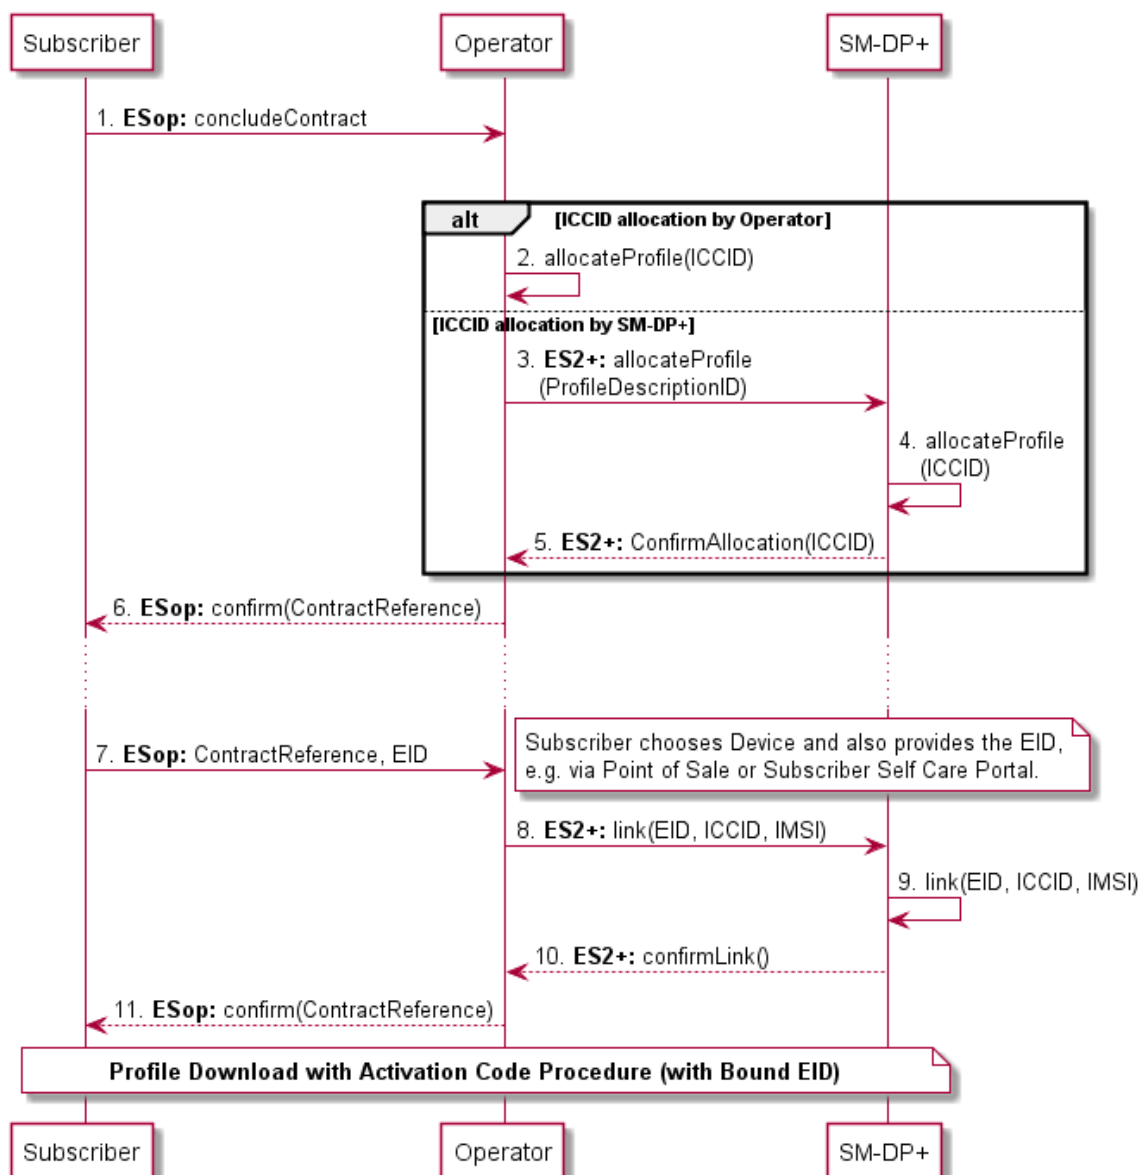 Subscriber
Operator
SM-DP+
1. ESop: concludeContract
alt
[ICCID allocation by Operator]
2. allocateProfile(ICCID)
[ICCID allocation by SM-DP+]
3. ES2+: allocateProfile
(ProfileDescriptionID)
4. allocateProfile
(ICCID)
5. ES2+: ConfirmAllocation(ICCID)
6. ESop: confirm(ContractReference)
7. ESop: ContractReference, EID
Subscriber chooses Device and also provides the EID,
e.g. via Point of Sale or Subscriber Self Care Portal.
8. ES2+: link(EID, ICCID, IMSI)
9. link(EID, ICCID, IMSI)
10. ES2+: confirmLink()
11. ESop: confirm(ContractReference)
Profile Download with Activation Code Procedure (with Bound EID)
Subscriber
Operator
SM-DP+